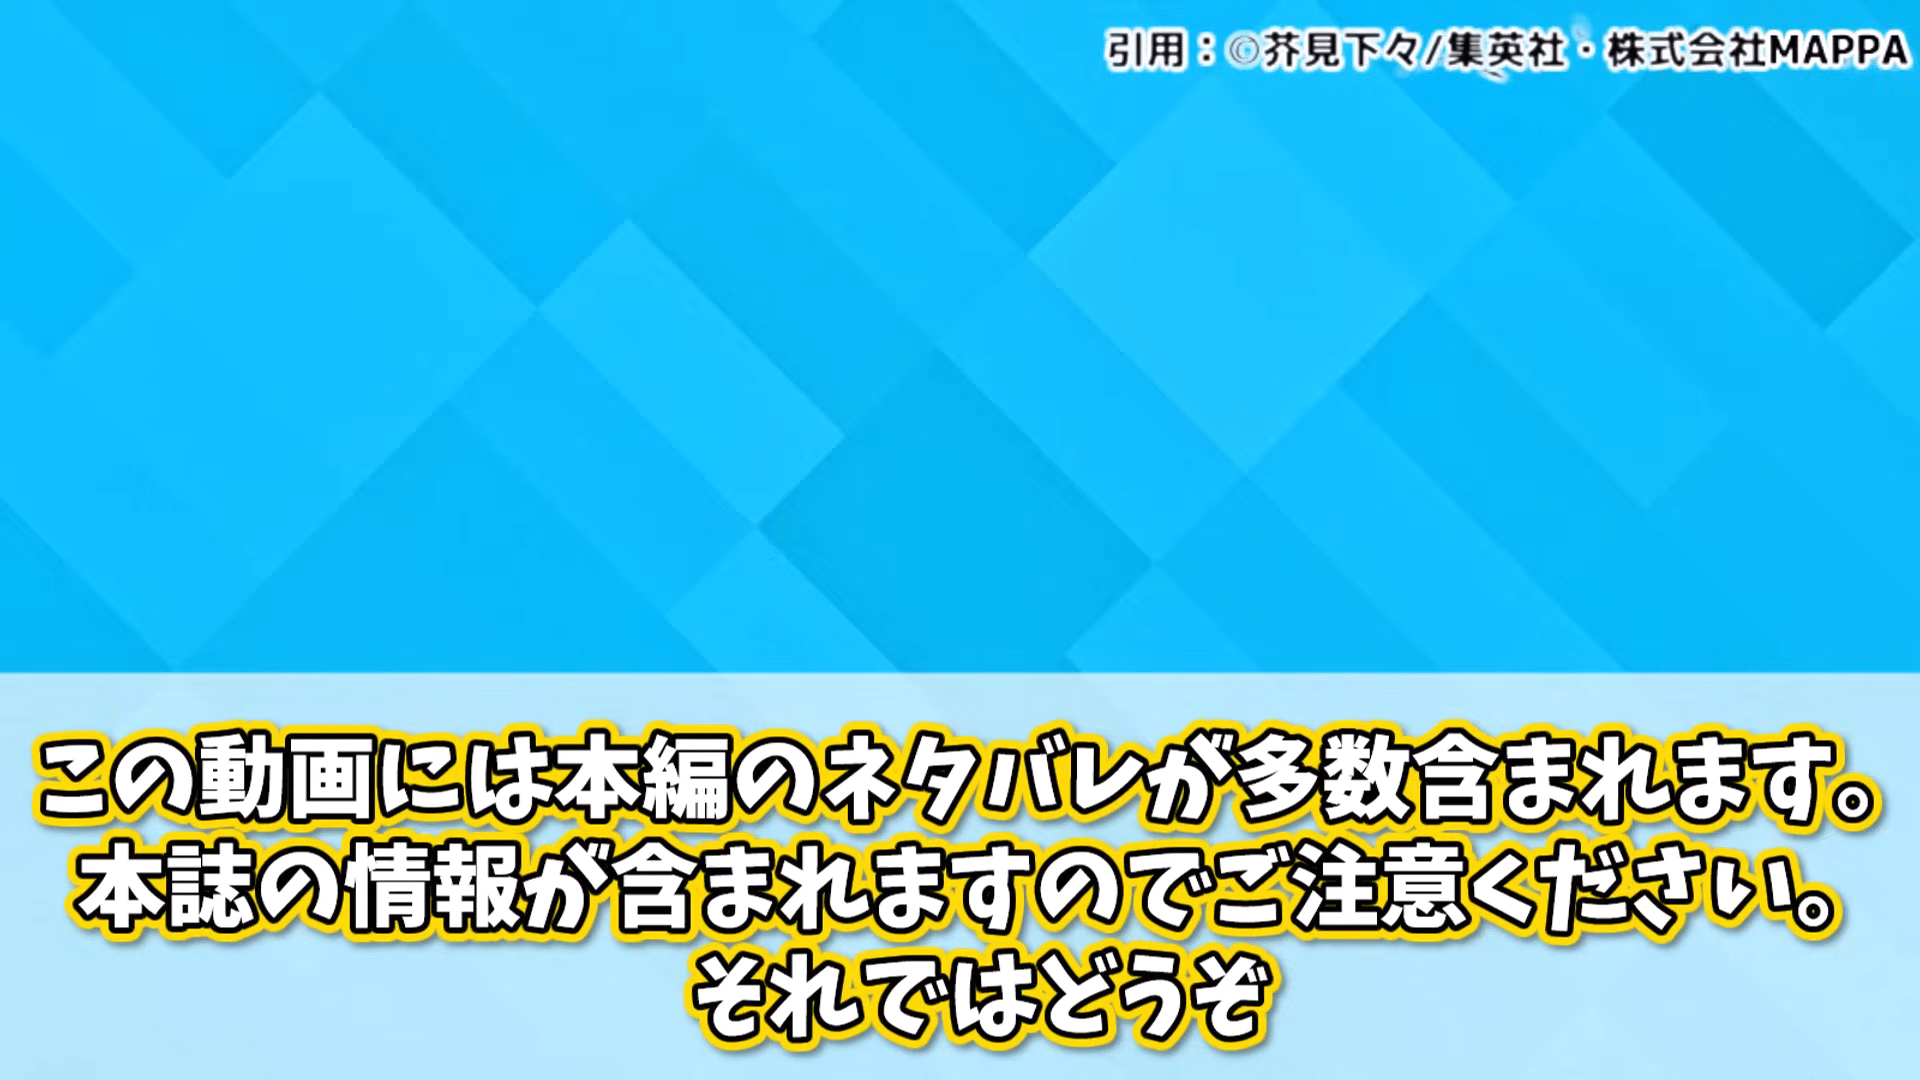 引用：©芥見下々/集英社・株式会社MAPPA
この動画には本編のネタバレが多数含まれます。
本誌の情報が含まれますのでご注意ください。
それではどうぞ